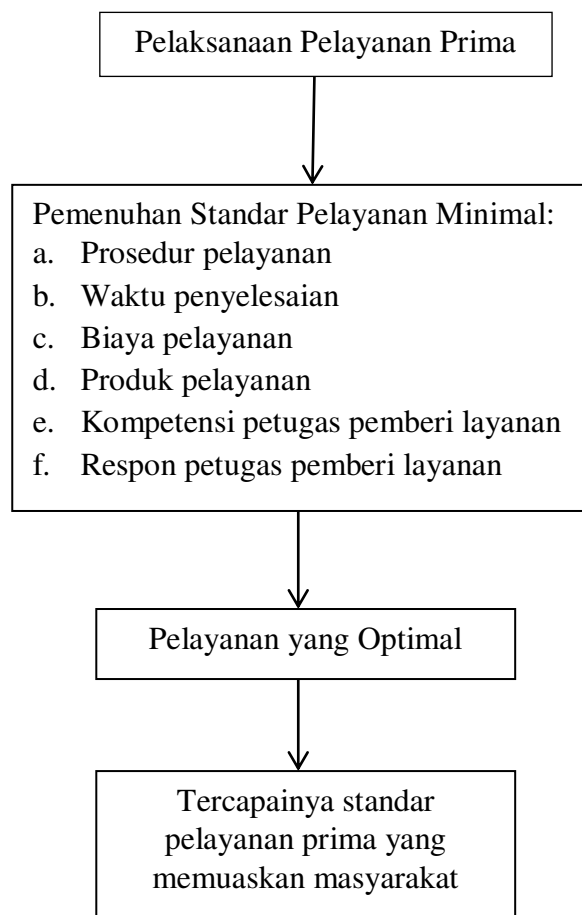 Pelaksanaan Pelayanan Prima
Pemenuhan Standar Pelayanan Minimal:
a. Prosedur pelayanan
b. Waktu penyelesaian
c. Biaya pelayanan
d. Produk pelayanan
e. Kompetensi petugas pemberi layanan
f. Respon petugas pemberi layanan
Pelayanan yang Optimal
Tercapainya standar
pelayanan prima yang
memuaskan masyarakat